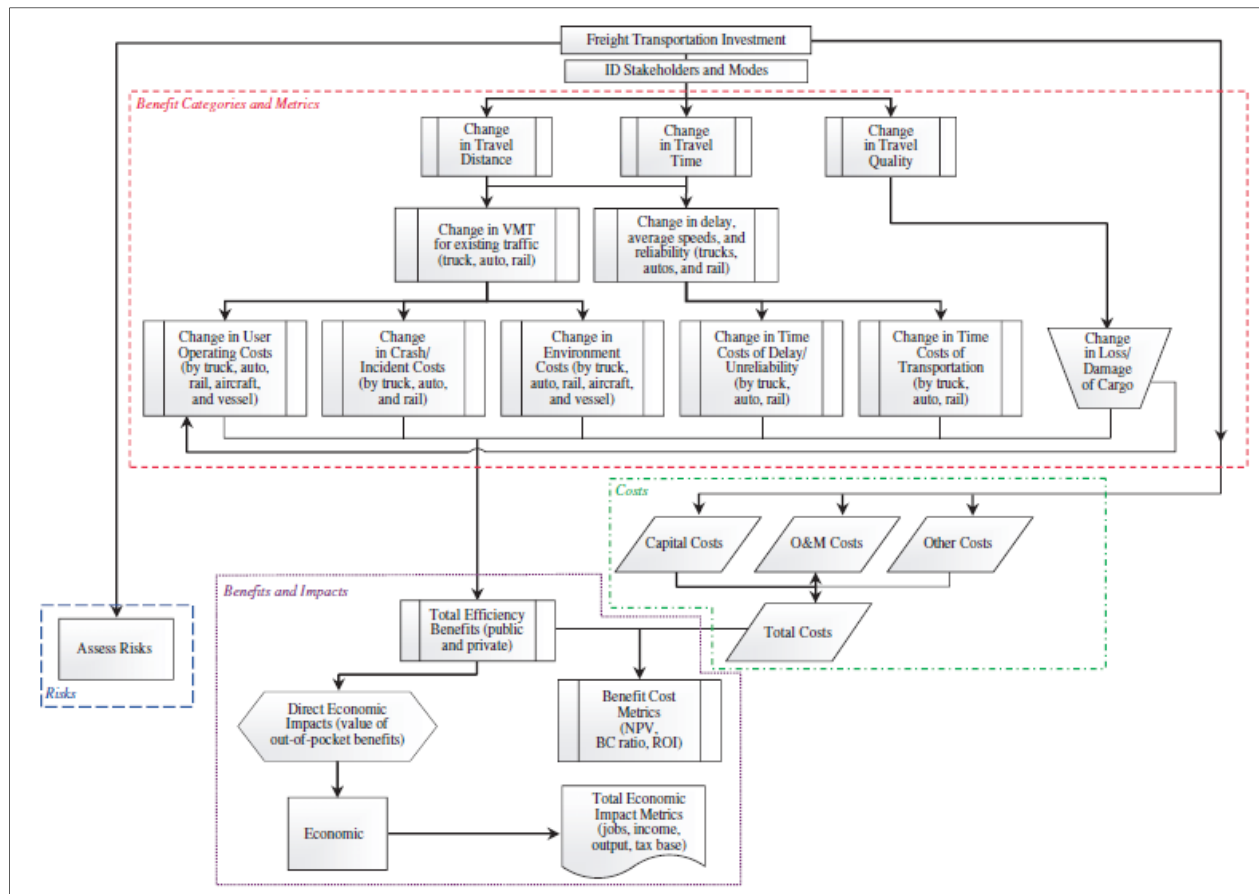 Freight Transportation Investment
ID Stakeholders and Modes
Benefit Categories and Metrics
Change
in Travel
Distance
Change
in Travel
Time
Change
in Travel
Quality
Change in VMT
for existing traffic
(truck, auto, rail)
Change in delay,
average speeds, and
reliability (trucks,
autos, and rail)
Change in User
Operating Costs
(by truck, auto,
rail, aircraft,
and vessel)
Change
in Crash/
Incident Costs
(by truck, auto,
and rail)
Change in
Environment
Costs (by truck,
auto, rail, aircraft,
and vessel)
Change in Time
Costs of Delay/
Unreliability
(by truck,
auto, rail)
Change in Time
Costs of
Transportation
(by truck,
auto, rail)
Change
in Loss/
Damage
of Cargo
Costs
Capital Costs
O&M Costs
Other Costs
Total Costs
Benefits and Impacts
Total Efficiency
Benefits (public
and private)
Assess Risks
Risks
Direct Economic
Impacts (value of
out-of-pocket benefits)
Benefit Cost
Metrics
(NPV,
BC ratio, ROI)
Economic
Total Economic
Impact Metrics
(jobs, income,
output, tax base)